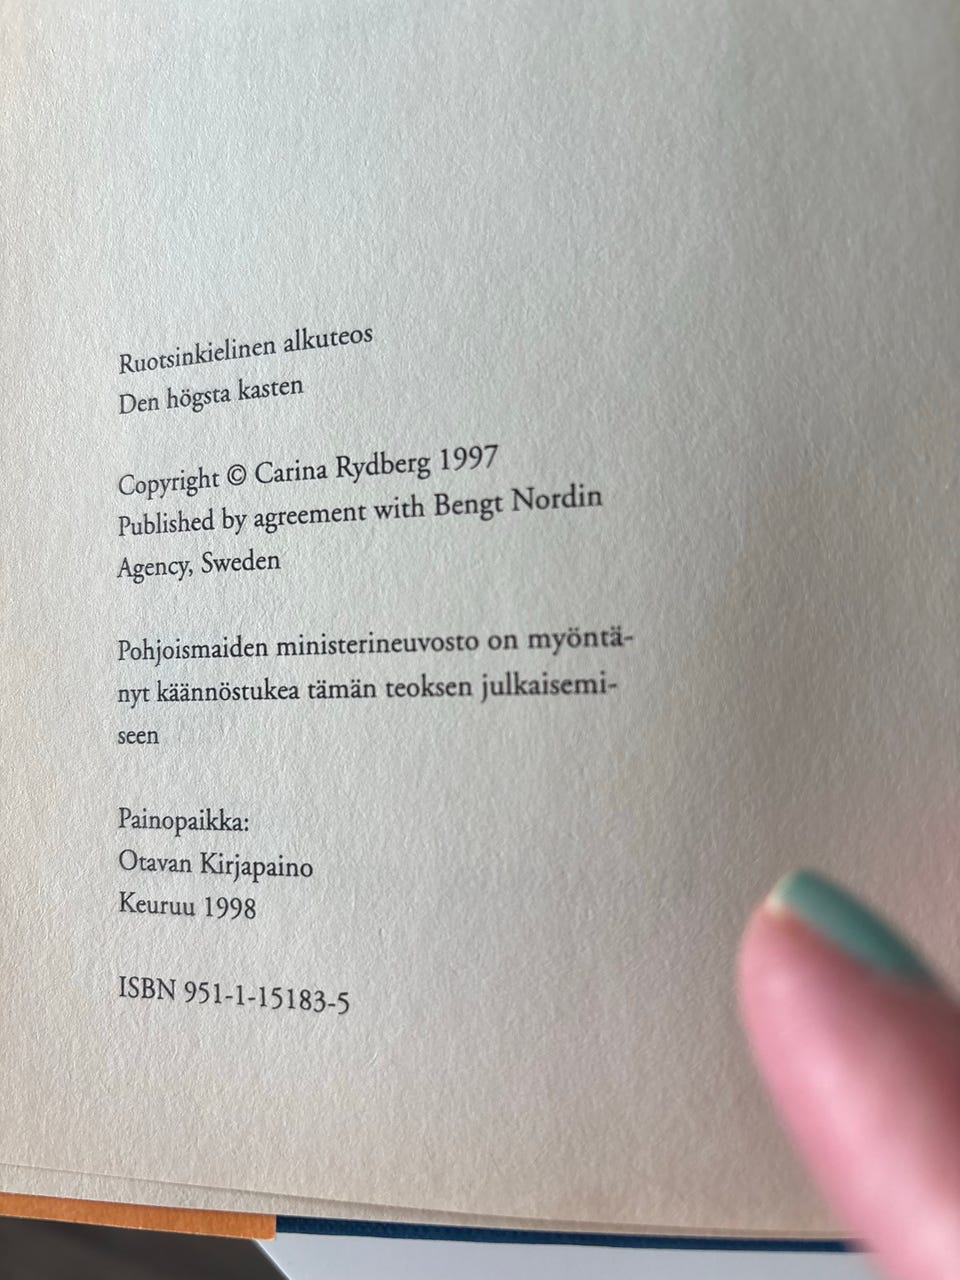 Ruotsinkielinen alkuteos
Den högsta kasten
Copyright © Carina Rydberg 1997
Published by agreement with Bengt Nordin
Agency, Sweden
Pohjoismaiden ministerineuvosto on myöntä-
nyt käännöstukea tämän teoksen julkaisemi-
seen
Painopaikka:
Otavan Kirjapaino
Keuruu 1998
ISBN 951-1-15183-5